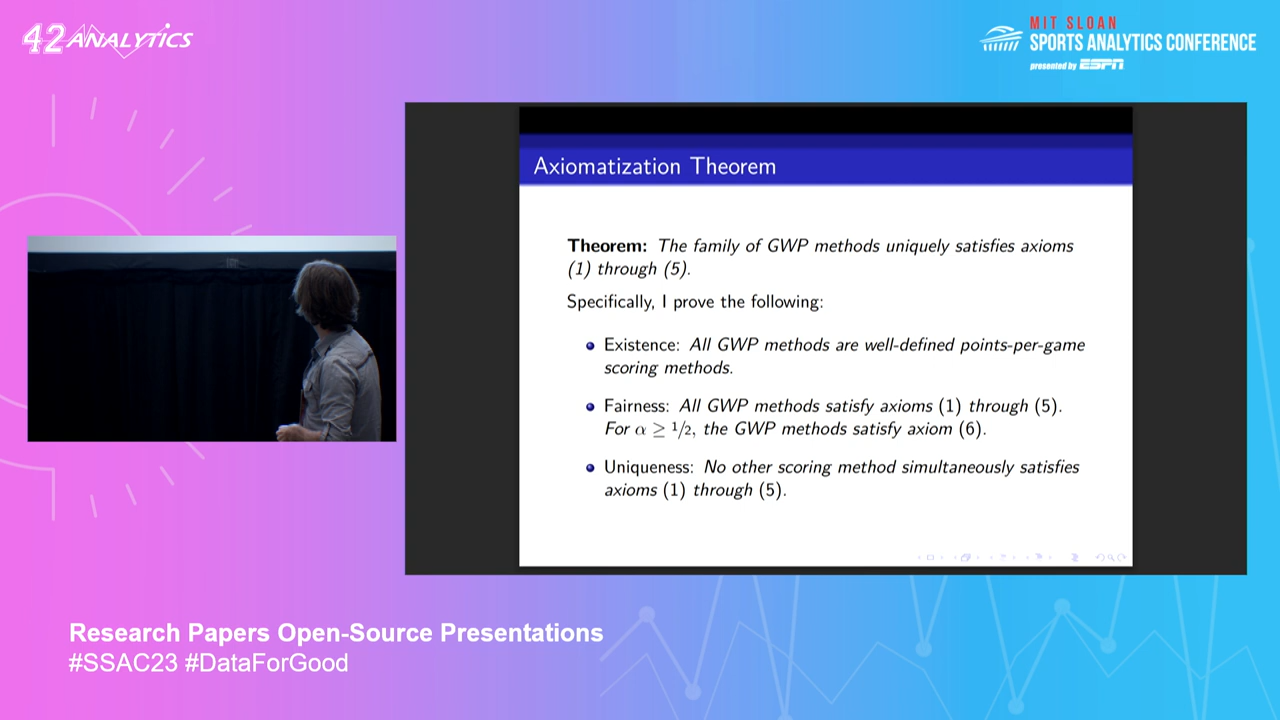 42 ANALYTICS
MIT SLOAN
SPORTS ANALYTICS CONFERENCE
presented by ESPN
Axiomatization Theorem
Theorem: The family of GWP methods uniquely satisfies axioms
(1) through (5).
Specifically, I prove the following:
Existence: All GWP methods are well-defined points-per-game
scoring methods.
Fairness: All GWP methods satisfy axioms (1) through (5).
For α ≥ 1/2, the GWP methods satisfy axiom (6).
Uniqueness: No other scoring method simultaneously satisfies
axioms (1) through (5).
Research Papers Open-Source Presentations
#SSAC23 #DataForGood